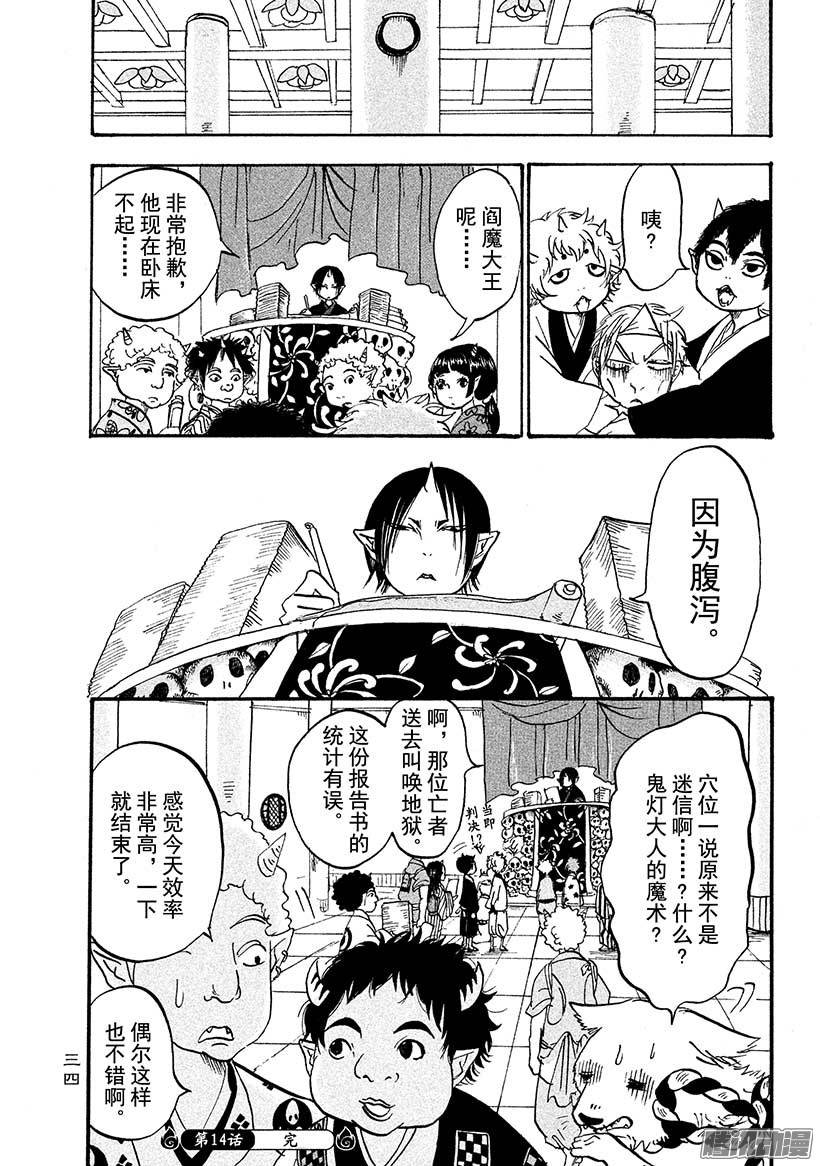 咦?
阎魔大王
呢……
非常抱歉,
他现在卧床
不起……
因为腹泻。
穴位一说原来不是
迷信啊……?什么?
鬼灯大人的魔术?
啊,那位亡者
送去叫唤地狱。
这份报告书的
统计有误。
当即
判决!?
感觉今天效率
非常高,一下
就结束了。
偶尔这样
也不错啊。
三四
第14话 完
腾讯动漫